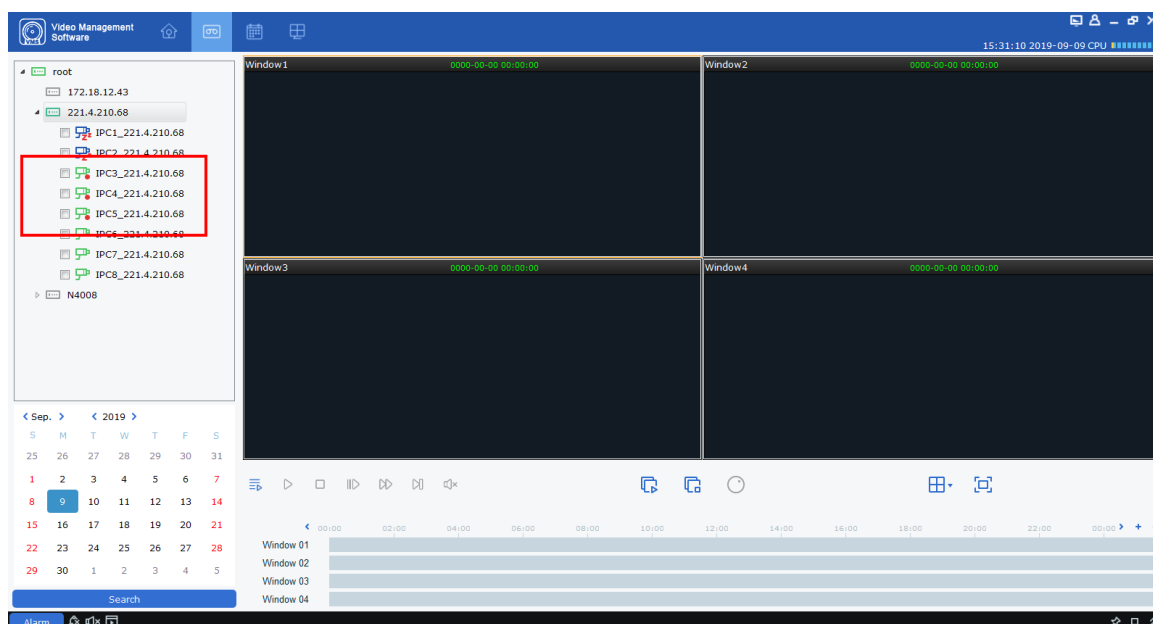 Video Management
Software
15:31:10 2019-09-09 CPU
root
172.18.12.43
221.4.210.68
IPC1_221.4.210.68
IPC2_221.4.210.68
IPC3_221.4.210.68
IPC4_221.4.210.68
IPC5_221.4.210.68
IPC6_221.4.210.68
IPC7_221.4.210.68
IPC8_221.4.210.68
N4008
Window1 0000-00-00 00:00:00
Window2 0000-00-00 00:00:00
Window3 0000-00-00 00:00:00
Window4 0000-00-00 00:00:00
Sep. 2019
S M T W T F S
25 26 27 28 29 30 31
1 2 3 4 5 6 7
8 9 10 11 12 13 14
15 16 17 18 19 20 21
22 23 24 25 26 27 28
29 30 1 2 3 4 5
Search
00:00 02:00 04:00 06:00 08:00 10:00 12:00 14:00 16:00 18:00 20:00 22:00 00:00
Window 01
Window 02
Window 03
Window 04
Alarm